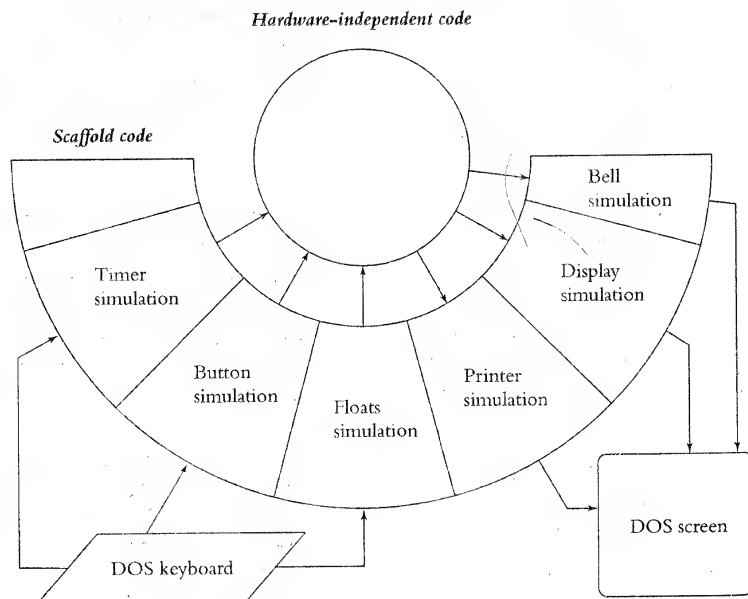 Hardware-independent code
Scaffold code
Bell
simulation
Timer
simulation
Display
simulation
Button
simulation
Floats
simulation
Printer
simulation
DOS screen
DOS keyboard